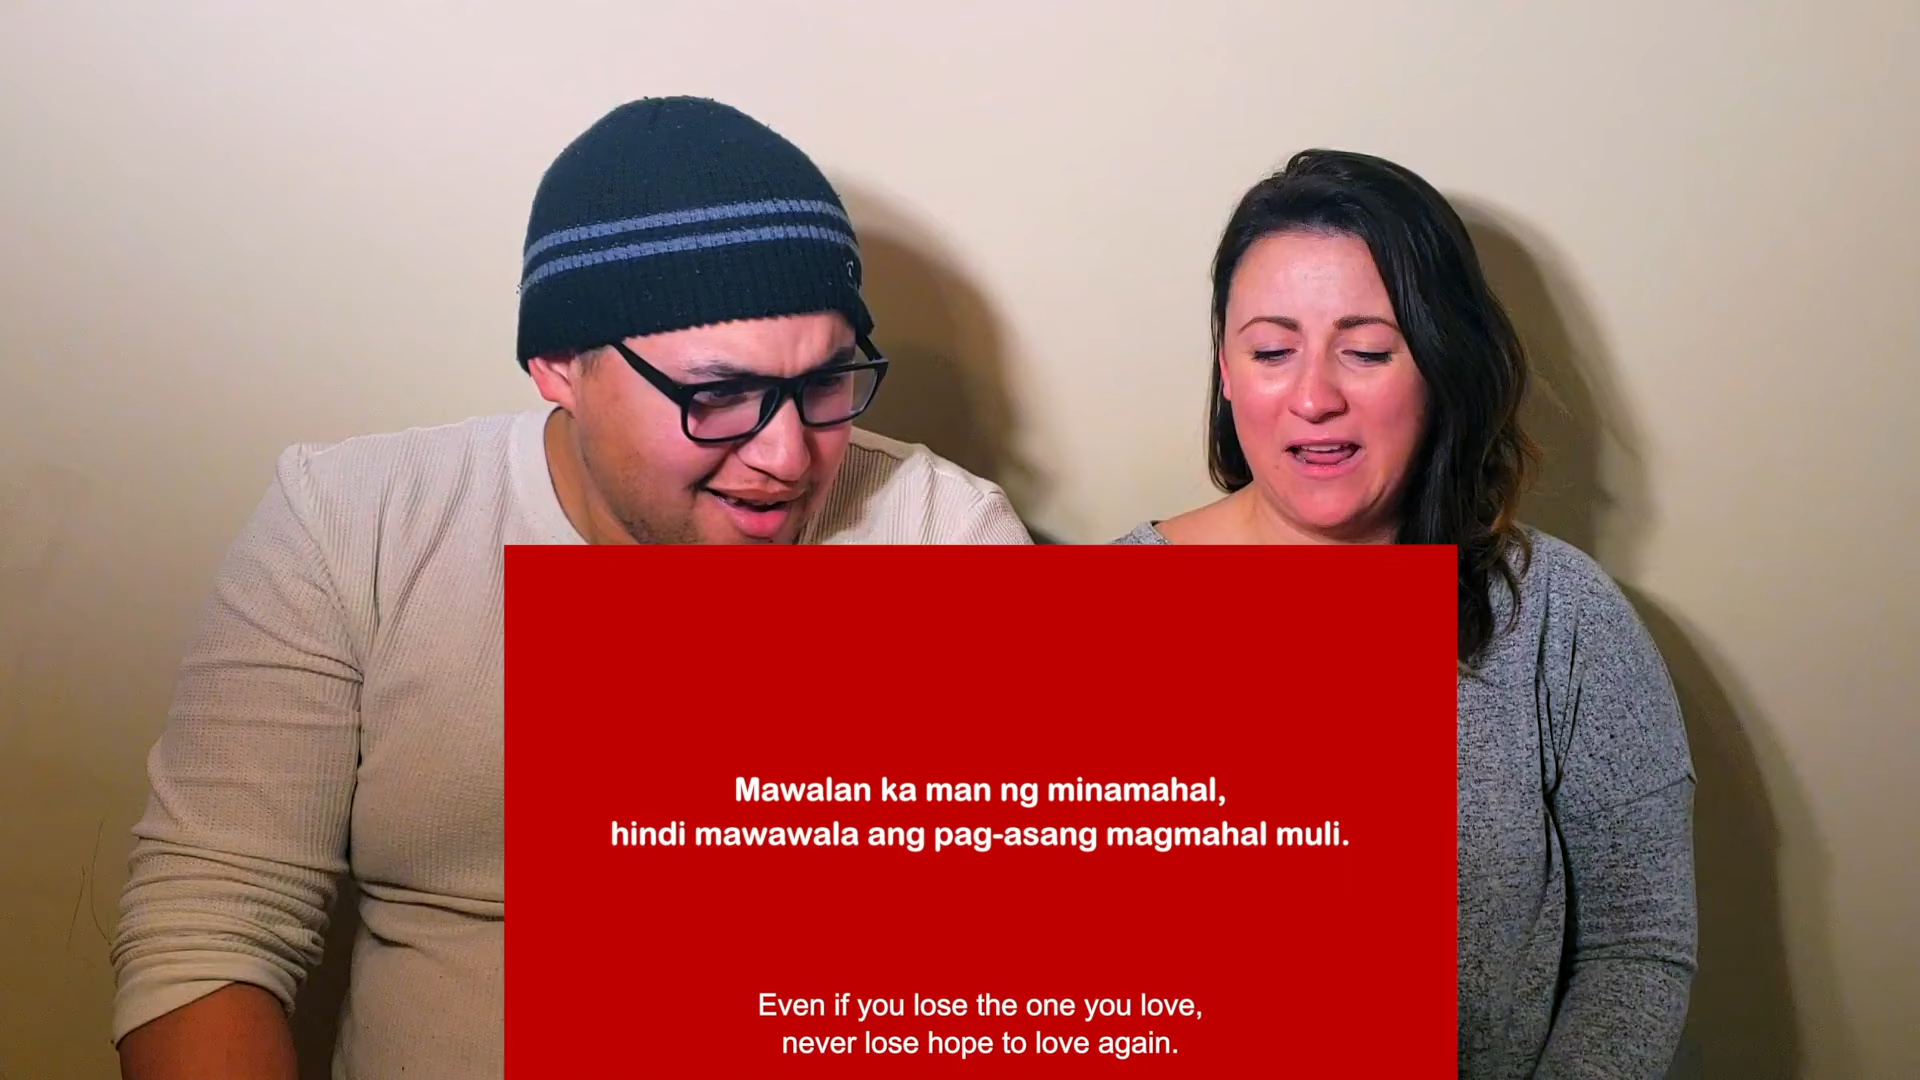 Mawalan ka man ng minamahal,
hindi mawawala ang pag-asang magmahal muli.
Even if you lose the one you love,
never lose hope to love again.